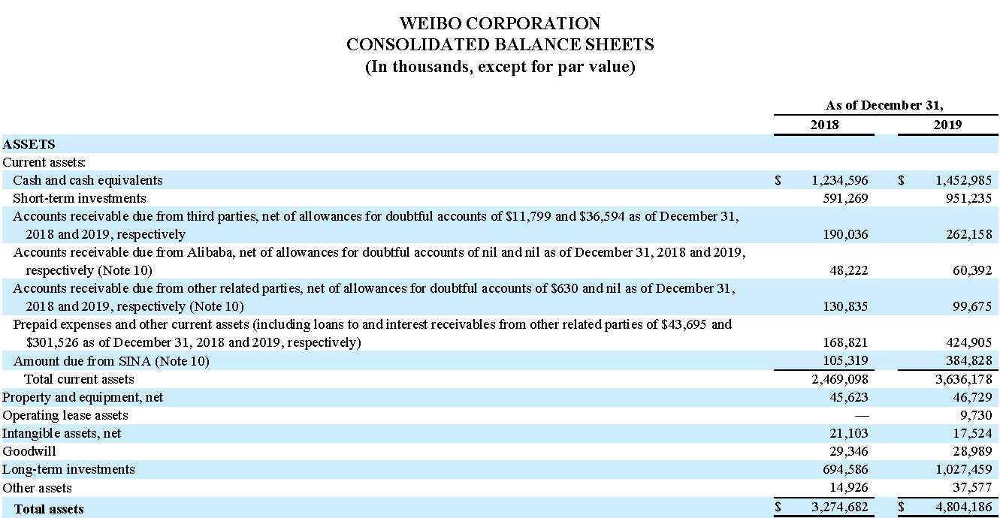 WEIBO CORPORATION
CONSOLIDATED BALANCE SHEETS
(In thousands, except for par value)
As of December 31,
2018 2019
ASSETS
Current assets:
Cash and cash equivalents $ 1,234,596 $ 1,452,985
Short-term investments 591,269 951,235
Accounts receivable due from third parties, net of allowances for doubtful accounts of $11,799 and $36,594 as of December 31,
2018 and 2019, respectively 190,036 262,158
Accounts receivable due from Alibaba, net of allowances for doubtful accounts of nil and nil as of December 31, 2018 and 2019,
respectively (Note 10) 48,222 60,392
Accounts receivable due from other related parties, net of allowances for doubtful accounts of $630 and nil as of December 31,
2018 and 2019, respectively (Note 10) 130,835 99,675
Prepaid expenses and other current assets (including loans to and interest receivables from other related parties of $43,695 and
$301,526 as of December 31, 2018 and 2019, respectively) 168,821 424,905
Amount due from SINA (Note 10) 105,319 384,828
Total current assets 2,469,098 3,636,178
Property and equipment, net 45,623 46,729
Operating lease assets — 9,730
Intangible assets, net 21,103 17,524
Goodwill 29,346 28,989
Long-term investments 694,586 1,027,459
Other assets 14,926 37,577
Total assets $ 3,274,682 $ 4,804,186